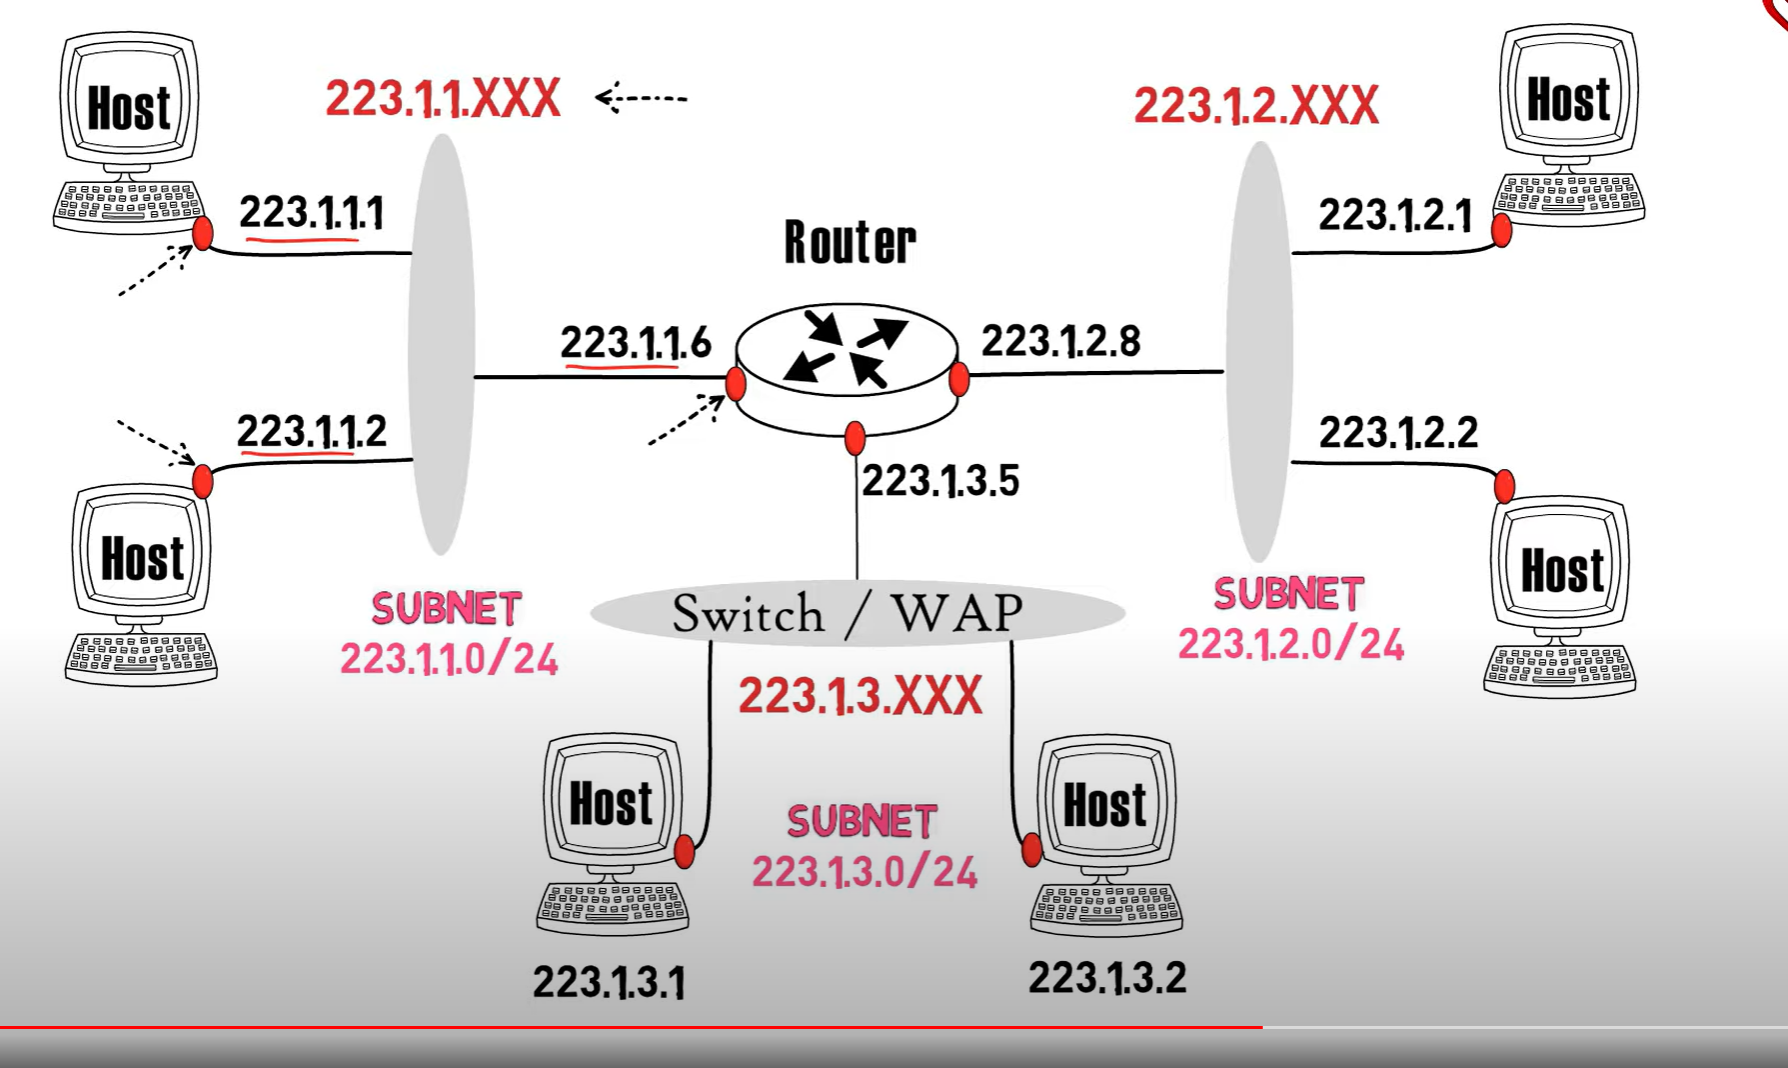 Host
223.1.1.XXX
223.1.2.XXX
Host
223.1.1.1
223.1.2.1
Router
223.1.1.6
223.1.2.8
223.1.1.2
223.1.2.2
223.1.3.5
Host
Host
SUBNET
223.1.1.0/24
Switch / WAP
SUBNET
223.1.2.0/24
223.1.3.XXX
Host
Host
SUBNET
223.1.3.0/24
223.1.3.1
223.1.3.2